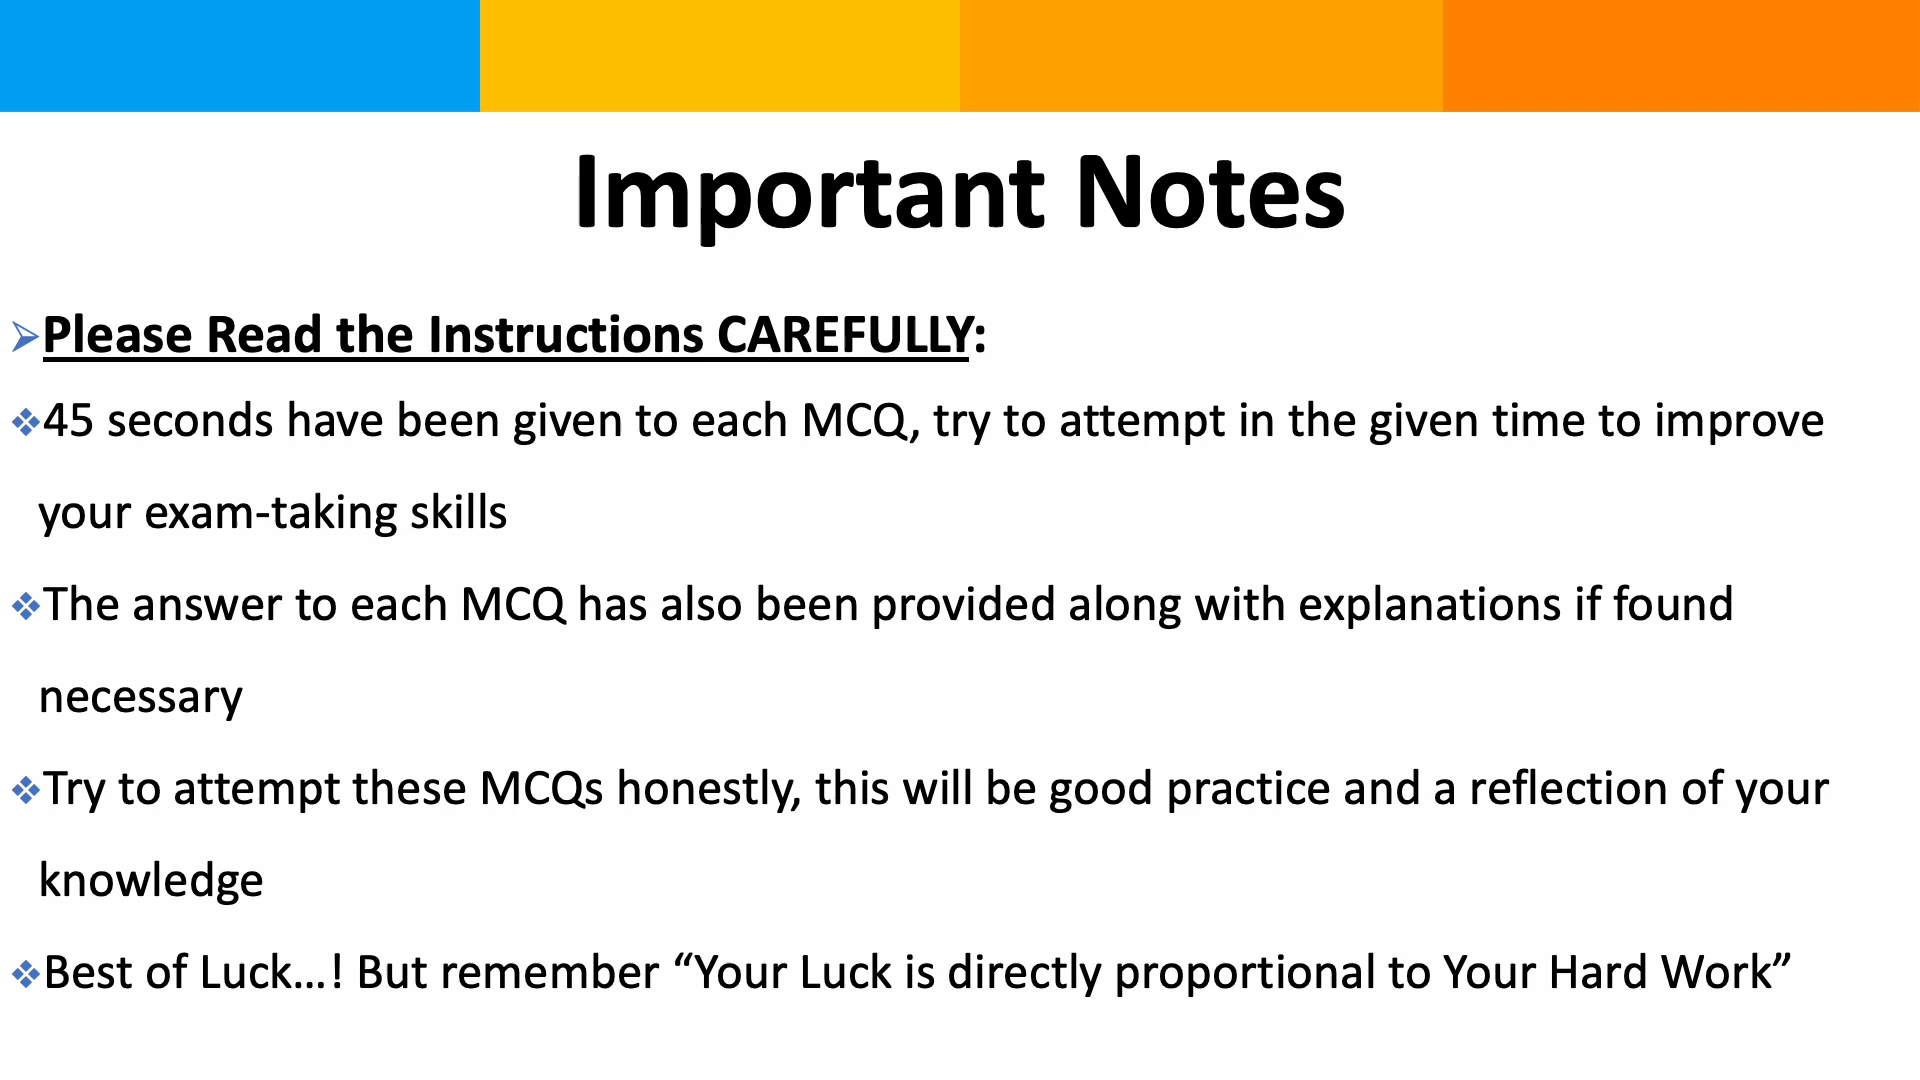 Important Notes
➢Please Read the Instructions CAREFULLY:
❖45 seconds have been given to each MCQ, try to attempt in the given time to improve
your exam-taking skills
❖The answer to each MCQ has also been provided along with explanations if found
necessary
❖Try to attempt these MCQs honestly, this will be good practice and a reflection of your
knowledge
❖Best of Luck…! But remember “Your Luck is directly proportional to Your Hard Work”